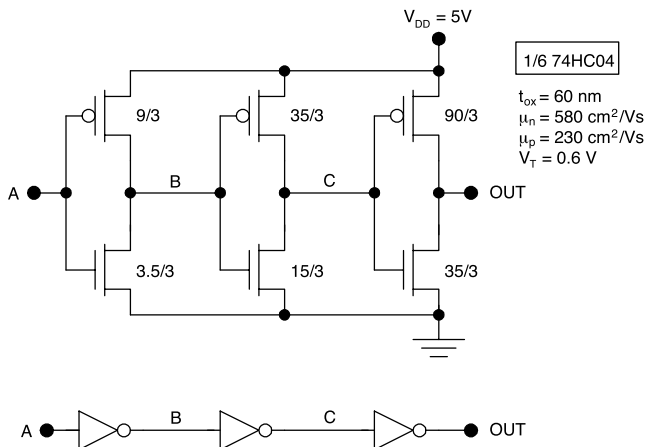 V_DD = 5V
1/6 74HC04
9/3
35/3
90/3
t_ox = 60 nm
μ_n = 580 cm²/Vs
μ_p = 230 cm²/Vs
V_T = 0.6 V
A
B
C
OUT
3.5/3
15/3
35/3
A
B
C
OUT